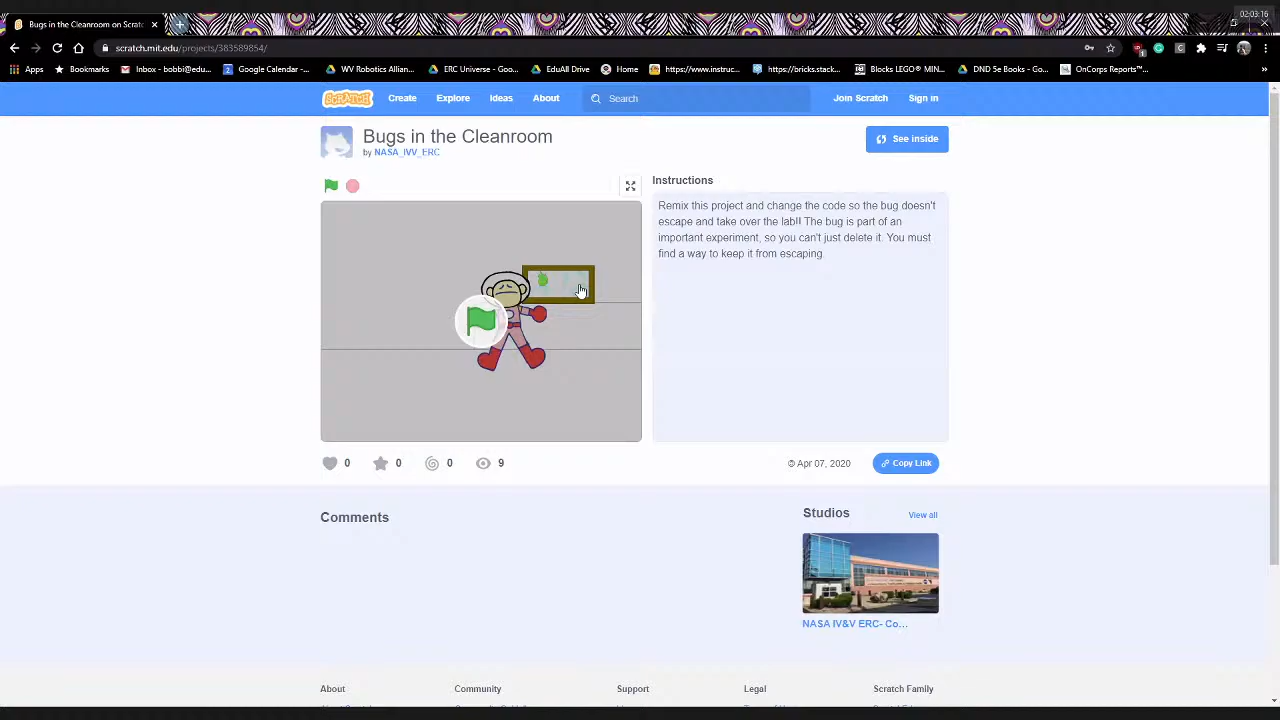 02:03:16
Bugs in the Cleanroom on Scratc
scratch.mit.edu/projects/383589854/
Apps
Bookmarks
Inbox - bobbi@edu...
Google Calendar -...
WV Robotics Allian...
ERC Universe - Goo...
EduAll Drive
Home
https://www.instruc...
https://bricks.stack...
Blocks LEGO® MIN...
DND 5e Books - Go...
OnCorps Reports™...
»
SCRATCH
Create
Explore
Ideas
About
Search
Join Scratch
Sign in
Bugs in the Cleanroom
by NASA_IVV_ERC
See inside
Instructions
Remix this project and change the code so the bug doesn't
escape and take over the lab!! The bug is part of an
important experiment, so you can't just delete it. You must
find a way to keep it from escaping.
0
0
0
9
© Apr 07, 2020
Copy Link
Comments
Studios
View all
NASA IV&V ERC- Co...
About
Community
Support
Legal
Scratch Family